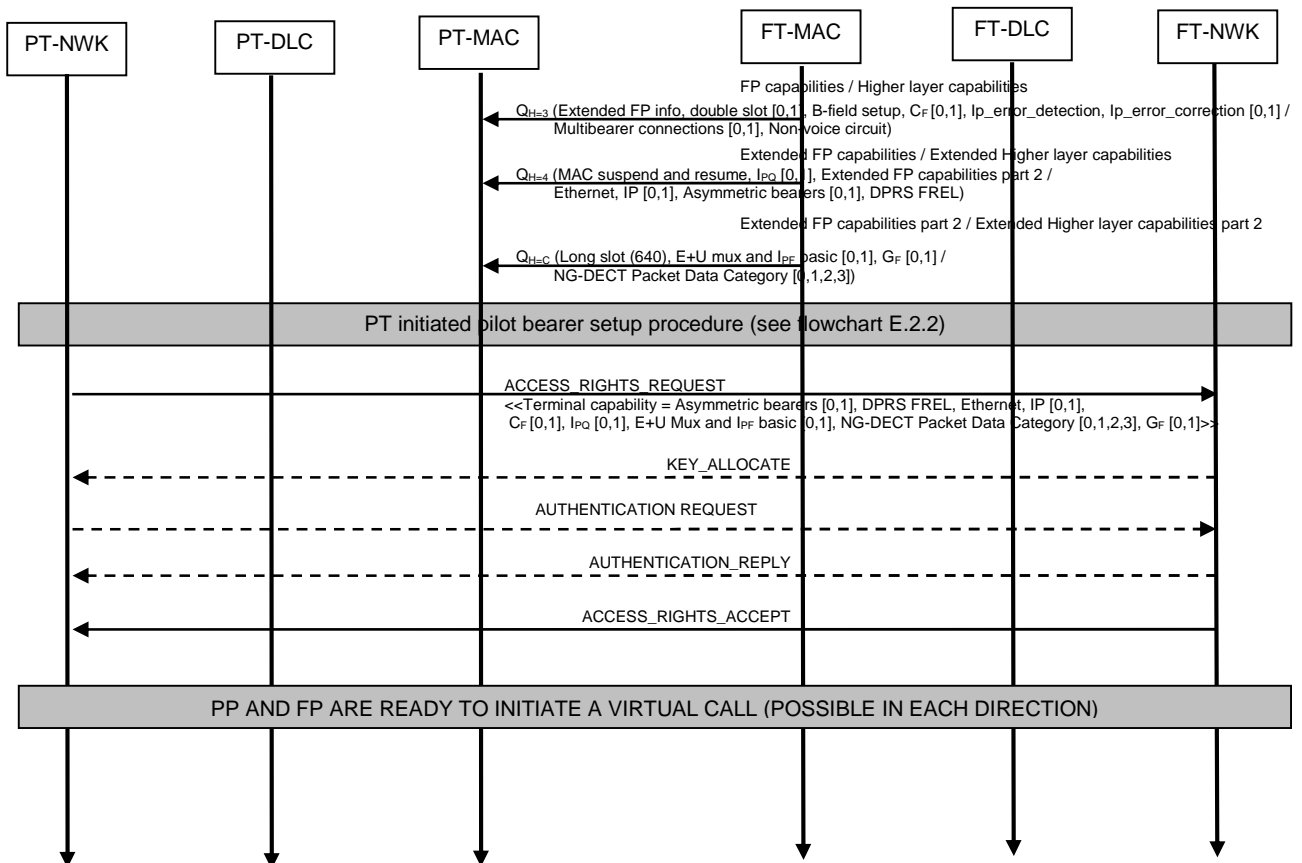 PT-NWK
PT-DLC
PT-MAC
FT-MAC
FT-DLC
FT-NWK
FP capabilities / Higher layer capabilities
QH=3 (Extended FP info, double slot [0,1], B-field setup, CF [0,1], Ip_error_detection, Ip_error_correction [0,1] /
Multibearer connections [0,1], Non-voice circuit)
Extended FP capabilities / Extended Higher layer capabilities
QH=4 (MAC suspend and resume, IPQ [0,1], Extended FP capabilities part 2 /
Ethernet, IP [0,1], Asymmetric bearers [0,1], DPRS FREL)
Extended FP capabilities part 2 / Extended Higher layer capabilities part 2
QH=C (Long slot (640), E+U mux and IPF basic [0,1], GF [0,1] /
NG-DECT Packet Data Category [0,1,2,3])
PT initiated pilot bearer setup procedure (see flowchart E.2.2)
ACCESS_RIGHTS_REQUEST
<<Terminal capability = Asymmetric bearers [0,1], DPRS FREL, Ethernet, IP [0,1],
CF [0,1], IPQ [0,1], E+U Mux and IPF basic [0,1], NG-DECT Packet Data Category [0,1,2,3], GF [0,1]>>
KEY_ALLOCATE
AUTHENTICATION REQUEST
AUTHENTICATION_REPLY
ACCESS_RIGHTS_ACCEPT
PP AND FP ARE READY TO INITIATE A VIRTUAL CALL (POSSIBLE IN EACH DIRECTION)